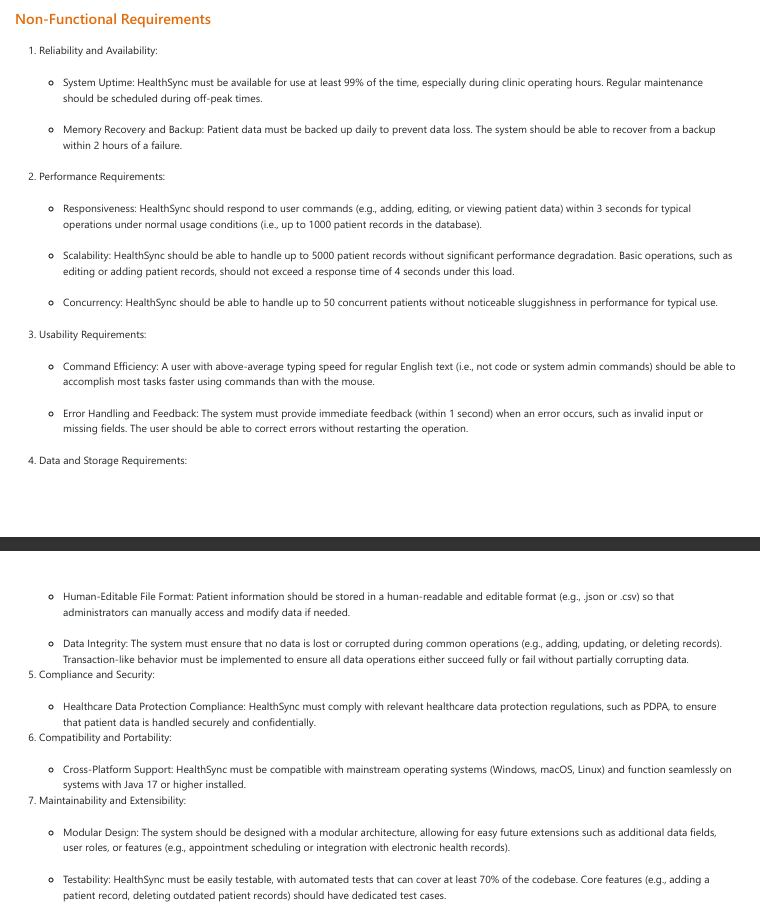 Non-Functional Requirements
1. Reliability and Availability:
System Uptime: HealthSync must be available for use at least 99% of the time, especially during clinic operating hours. Regular maintenance
should be scheduled during off-peak times.
Memory Recovery and Backup: Patient data must be backed up daily to prevent data loss. The system should be able to recover from a backup
within 2 hours of a failure.
2. Performance Requirements:
Responsiveness: HealthSync should respond to user commands (e.g., adding, editing, or viewing patient data) within 3 seconds for typical
operations under normal usage conditions (i.e., up to 1000 patient records in the database).
Scalability: HealthSync should be able to handle up to 5000 patient records without significant performance degradation. Basic operations, such as
editing or adding patient records, should not exceed a response time of 4 seconds under this load.
Concurrency: HealthSync should be able to handle up to 50 concurrent patients without noticeable sluggishness in performance for typical use.
3. Usability Requirements:
Command Efficiency: A user with above-average typing speed for regular English text (i.e., not code or system admin commands) should be able to
accomplish most tasks faster using commands than with the mouse.
Error Handling and Feedback: The system must provide immediate feedback (within 1 second) when an error occurs, such as invalid input or
missing fields. The user should be able to correct errors without restarting the operation.
4. Data and Storage Requirements:
Human-Editable File Format: Patient information should be stored in a human-readable and editable format (e.g., .json or .csv) so that
administrators can manually access and modify data if needed.
Data Integrity: The system must ensure that no data is lost or corrupted during common operations (e.g., adding, updating, or deleting records).
Transaction-like behavior must be implemented to ensure all data operations either succeed fully or fail without partially corrupting data.
5. Compliance and Security:
Healthcare Data Protection Compliance: HealthSync must comply with relevant healthcare data protection regulations, such as PDPA, to ensure
that patient data is handled securely and confidentially.
6. Compatibility and Portability:
Cross-Platform Support: HealthSync must be compatible with mainstream operating systems (Windows, macOS, Linux) and function seamlessly on
systems with Java 17 or higher installed.
7. Maintainability and Extensibility:
Modular Design: The system should be designed with a modular architecture, allowing for easy future extensions such as additional data fields,
user roles, or features (e.g., appointment scheduling or integration with electronic health records).
Testability: HealthSync must be easily testable, with automated tests that can cover at least 70% of the codebase. Core features (e.g., adding a
patient record, deleting outdated patient records) should have dedicated test cases.